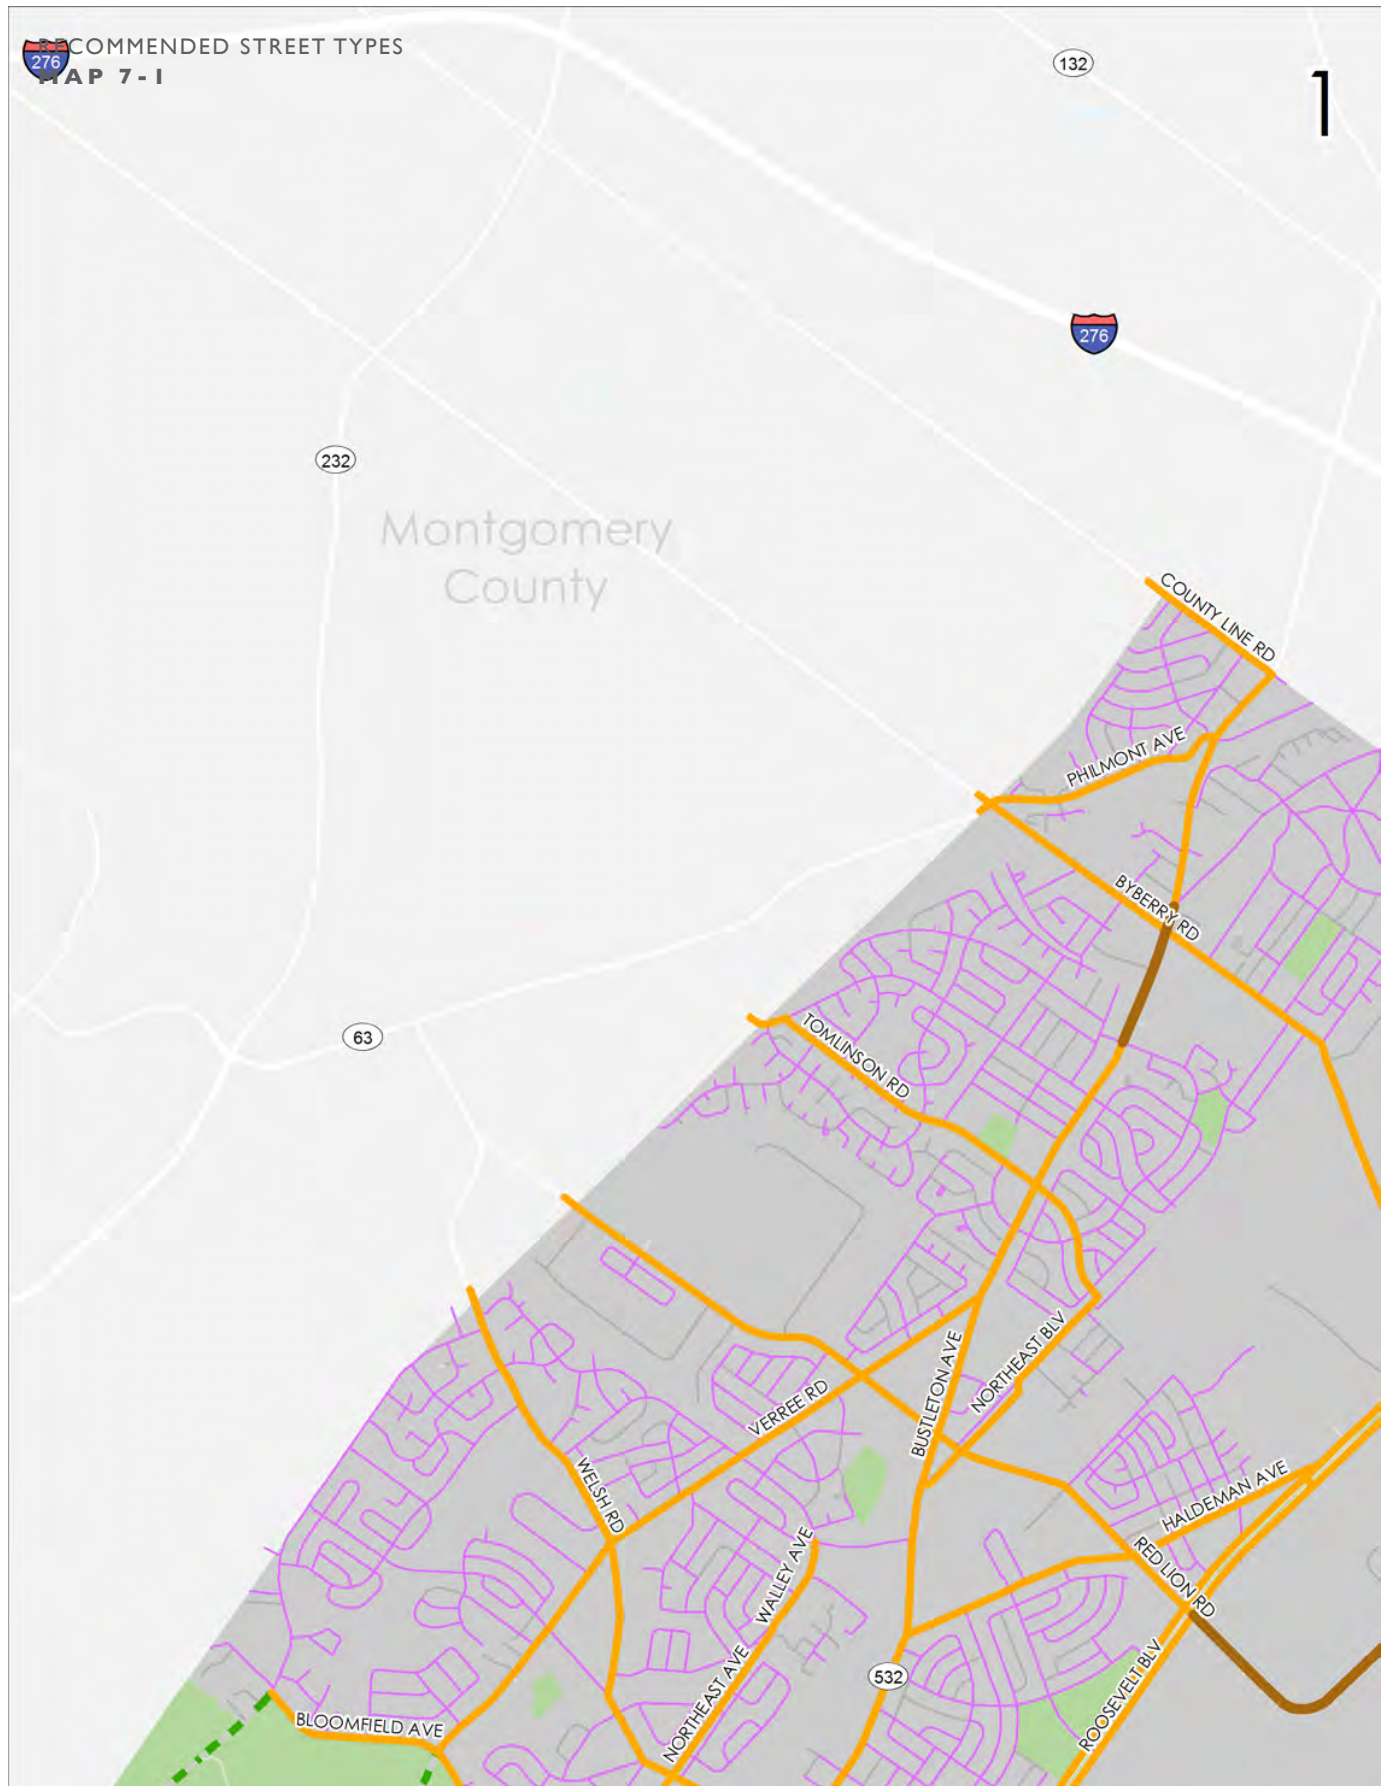 RECOMMENDED STREET TYPES
276
MAP 7-1
132
1
276
232
Montgomery
County
COUNTY LINE RD
PHILMONT AVE
BYBERRY RD
TOMLINSON RD
63
BUSTLETON AVE
NORTHEAST BLV
VERREE RD
WELSH RD
HALDEMAN AVE
WALLEY AVE
RED LION RD
532
NORTHEAST AVE
ROOSEVELT BLV
BLOOMFIELD AVE